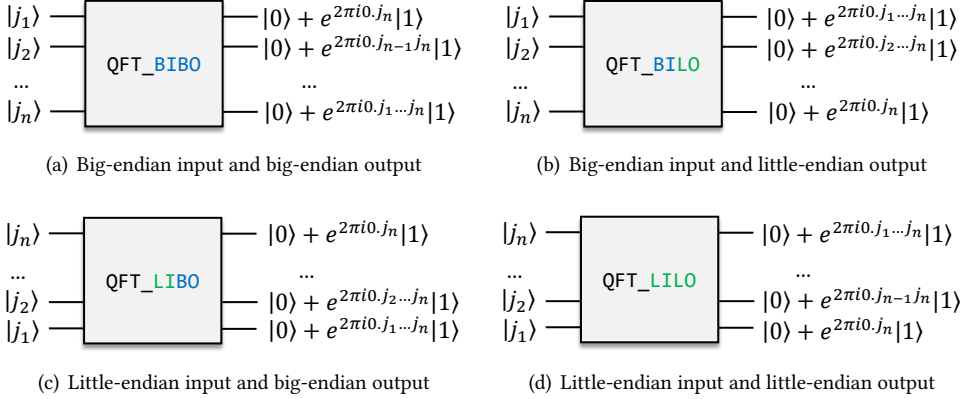 |j₁⟩ QFT_BIBO |0⟩ + e^{2πi0.jₙ}|1⟩
|j₂⟩ |0⟩ + e^{2πi0.jₙ₋₁jₙ}|1⟩
... ...
|jₙ⟩ |0⟩ + e^{2πi0.j₁...jₙ}|1⟩
(a) Big-endian input and big-endian output
|j₁⟩ QFT_BILO |0⟩ + e^{2πi0.j₁...jₙ}|1⟩
|j₂⟩ |0⟩ + e^{2πi0.j₂...jₙ}|1⟩
... ...
|jₙ⟩ |0⟩ + e^{2πi0.jₙ}|1⟩
(b) Big-endian input and little-endian output
|jₙ⟩ QFT_LIBO |0⟩ + e^{2πi0.jₙ}|1⟩
... ...
|j₂⟩ |0⟩ + e^{2πi0.j₂...jₙ}|1⟩
|j₁⟩ |0⟩ + e^{2πi0.j₁...jₙ}|1⟩
(c) Little-endian input and big-endian output
|jₙ⟩ QFT_LILO |0⟩ + e^{2πi0.j₁...jₙ}|1⟩
... ...
|j₂⟩ |0⟩ + e^{2πi0.jₙ₋₁jₙ}|1⟩
|j₁⟩ |0⟩ + e^{2πi0.jₙ}|1⟩
(d) Little-endian input and little-endian output